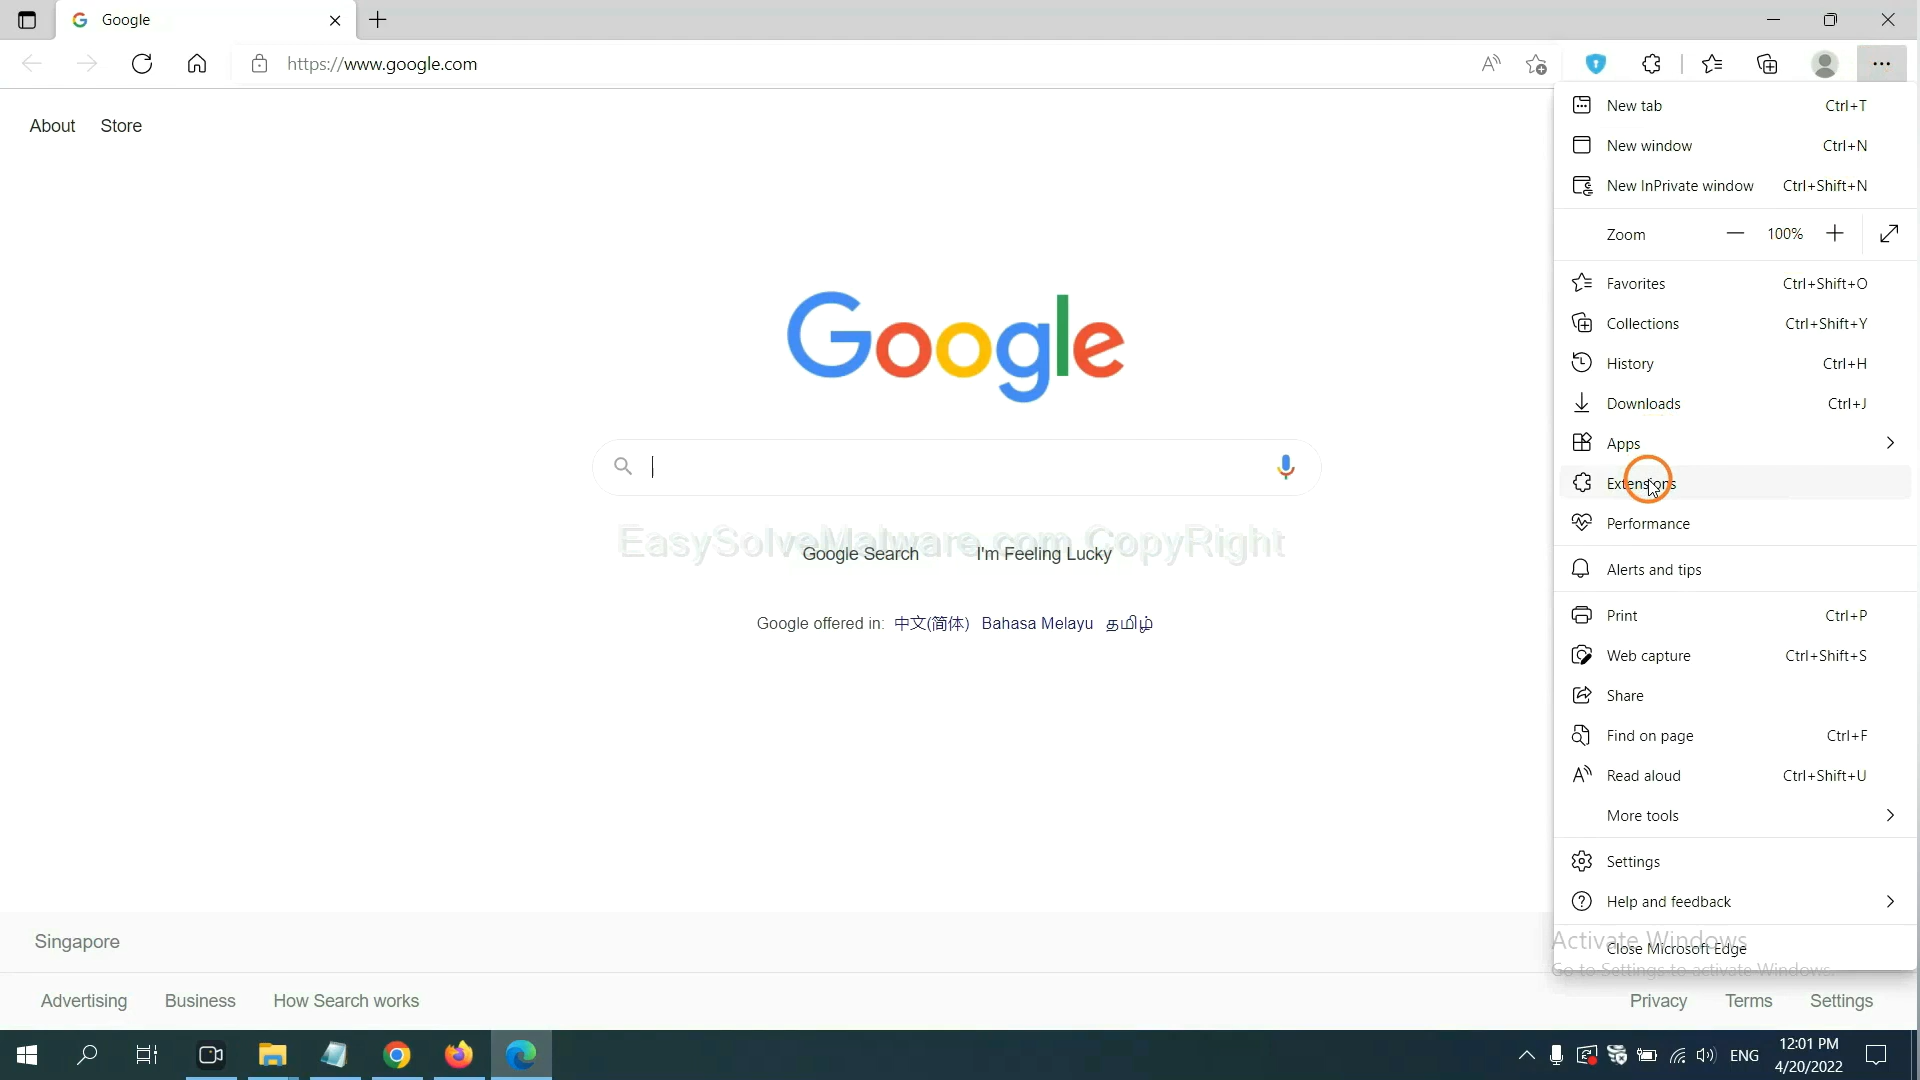 Google
https://www.google.com
About Store
New tab Ctrl+T
New window Ctrl+N
New InPrivate window Ctrl+Shift+N
Zoom 100%
Favorites Ctrl+Shift+O
Collections Ctrl+Shift+Y
History Ctrl+H
Downloads Ctrl+J
Apps
Extensions
Performance
Alerts and tips
Print Ctrl+P
Web capture Ctrl+Shift+S
Share
Find on page Ctrl+F
Read aloud Ctrl+Shift+U
More tools
Settings
Help and feedback
Close Microsoft Edge
Google
EasySolveMalware.com CopyRight
Google Search I'm Feeling Lucky
Google offered in: 中文(简体) Bahasa Melayu தமிழ்
Activate Windows
Go to Settings to activate Windows.
Singapore
Advertising Business How Search works
Privacy Terms Settings
ENG
12:01 PM
4/20/2022